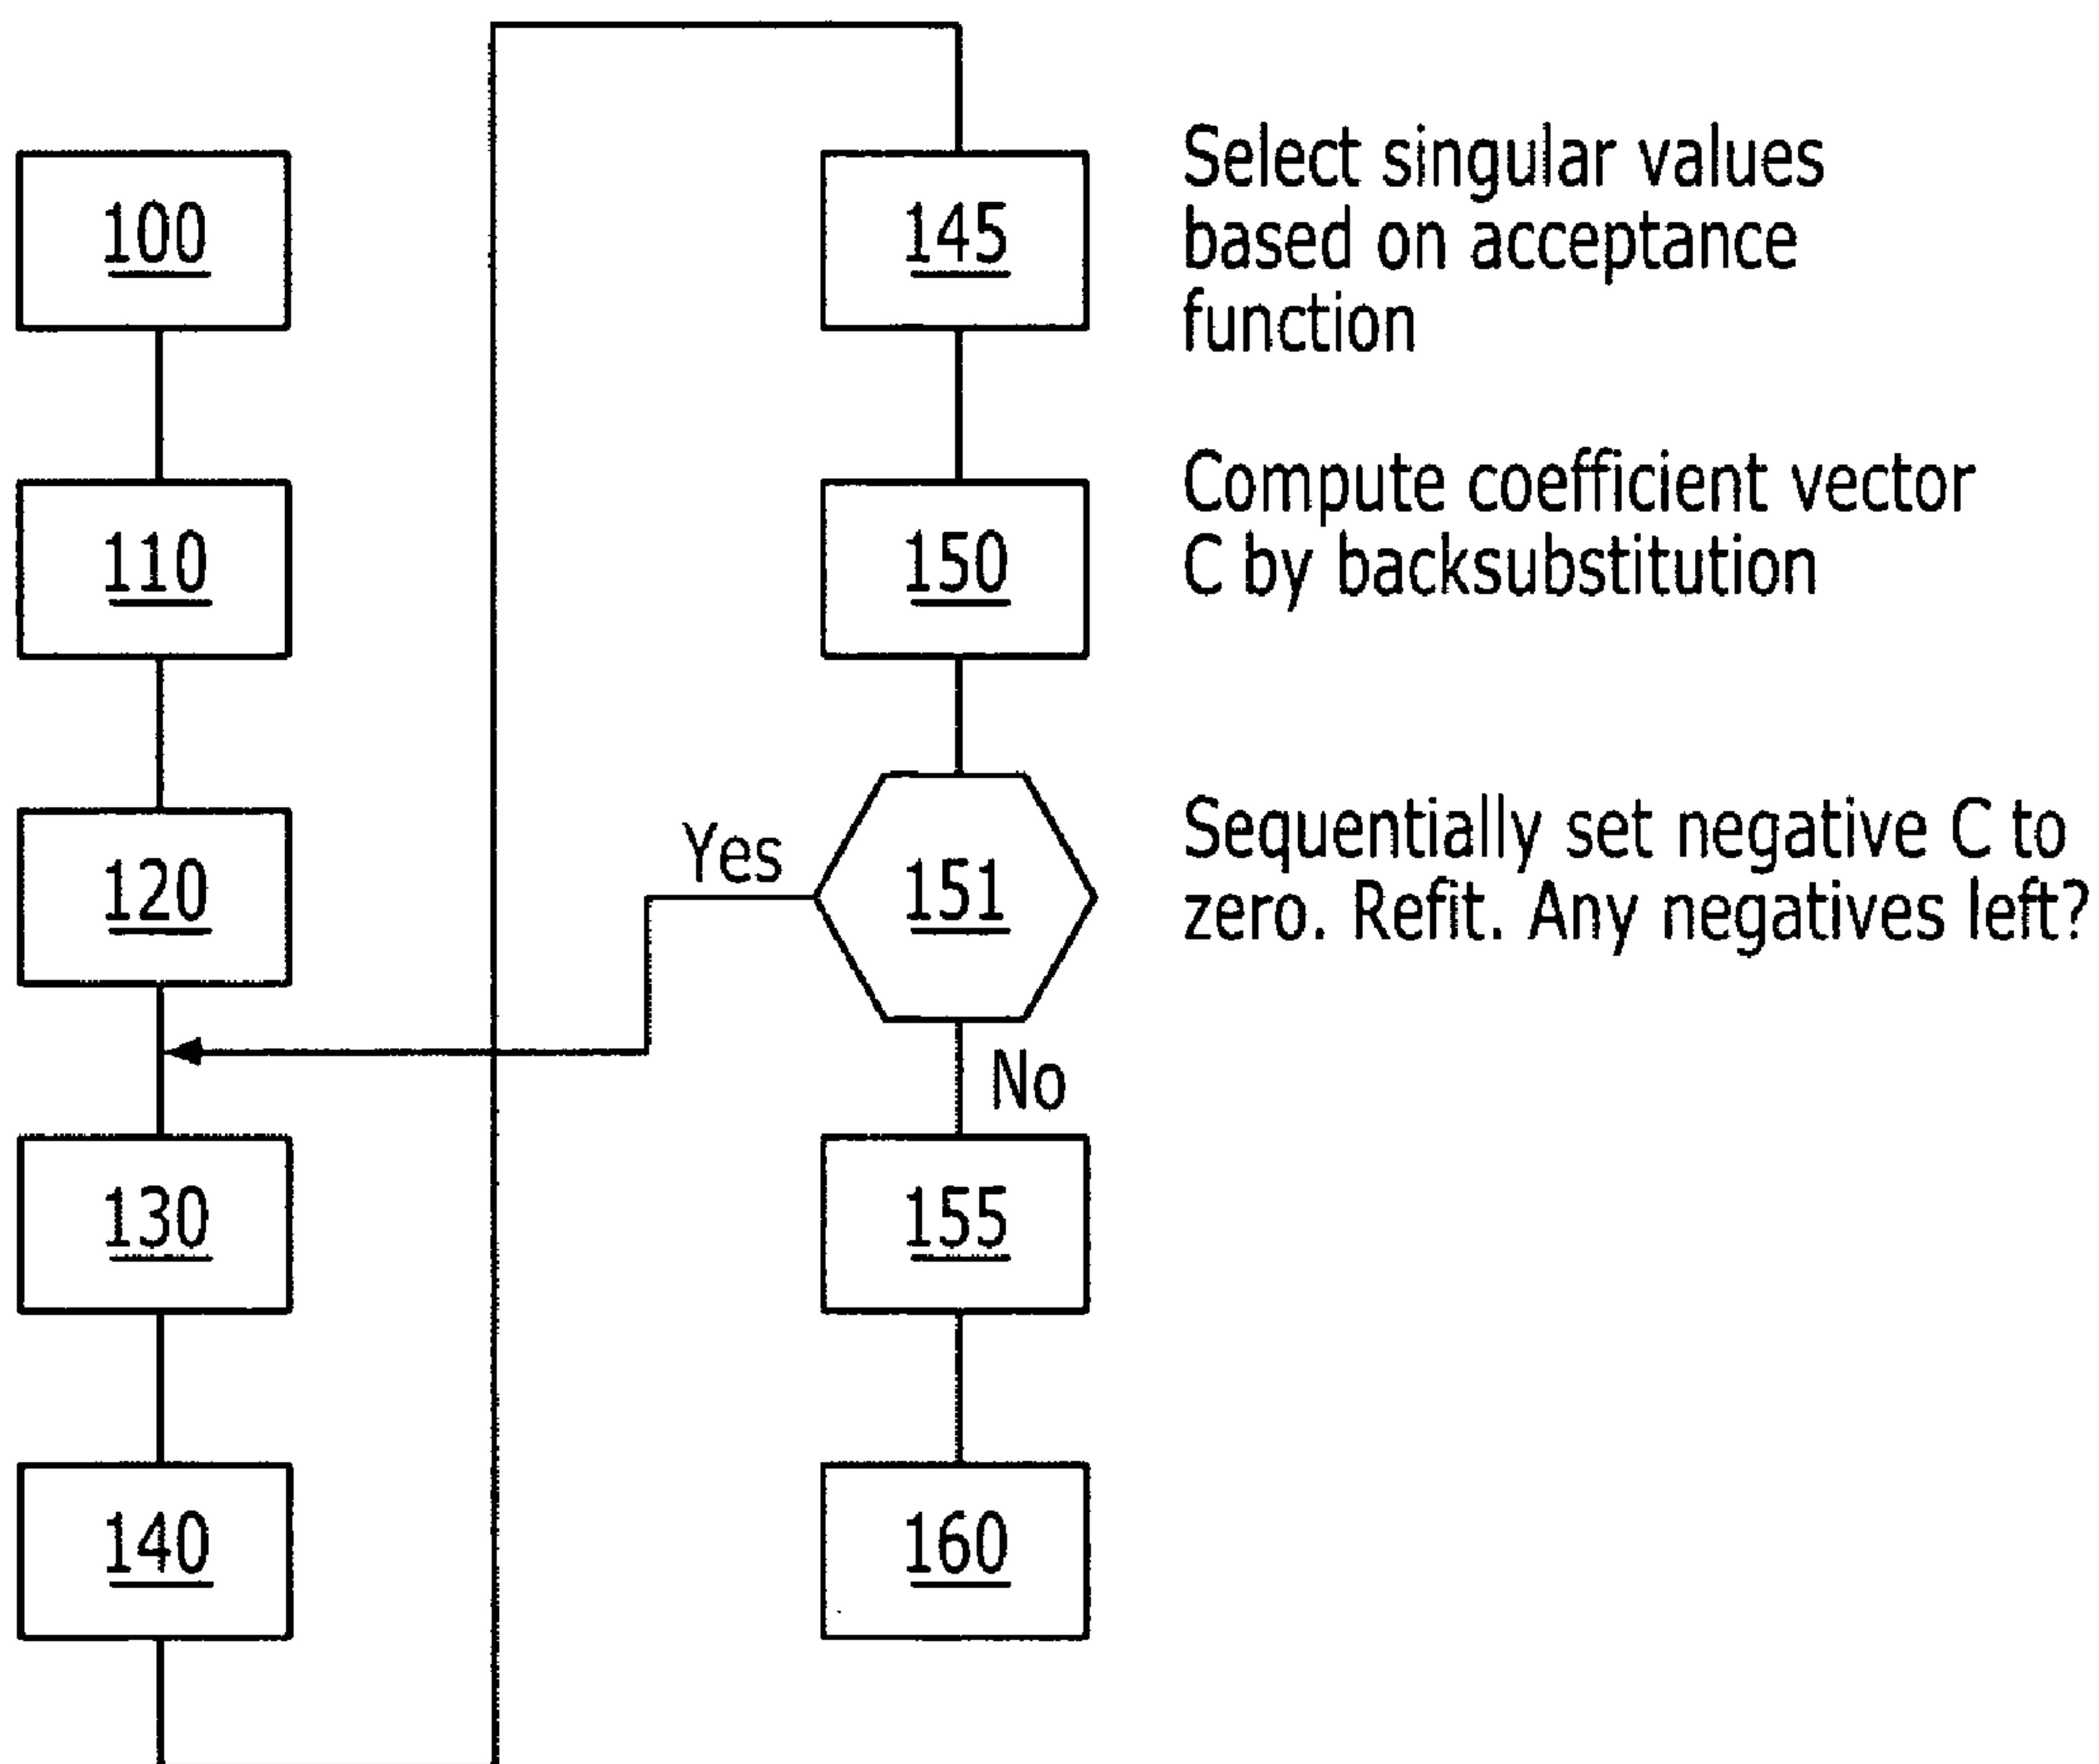 100
110
120
130
140
145
Select singular values
based on acceptance
function
150
Compute coefficient vector
C by backsubstitution
151
Yes
No
Sequentially set negative C to
zero. Refit. Any negatives left?
155
160